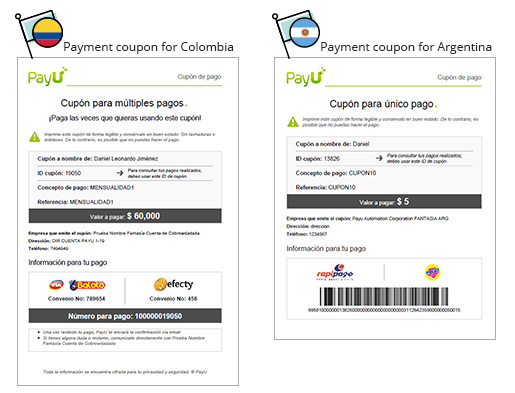 Payment coupon for Colombia
PayU
Cupón de pago
Cupón para múltiples pagos.
¡Paga las veces que quieras usando este cupón!
Imprime este cupón de forma legible y consérvalo en buen estado. Sin tachaduras o
dobleces. De lo contrario, es posible que no puedas hacer el pago.
Cupón a nombre de: Daniel Leonardo Jiménez
ID cupón: 19050
Para consultar tus pagos realizados,
debes usar este ID de cupón.
Concepto de pago: MENSUALIDAD1
Referencia: MENSUALIDAD1
Valor a pagar: $ 60,000
Empresa que emite el cupón: Prueba Nombre Fantasía Cuenta de Cobrewdadada
Dirección: DIR CUENTA PAYU 1-19
Teléfono: 7494949
Información para tu pago
VIA Baloto
efecty
Convenio No: 789654
Convenio No: 456
Número para pago: 100000019050
Una vez recibido tu pago, PayU te enviará la confirmación vía email
Si tienes alguna duda o reclamo, comunícate directamente con Prueba Nombre
Fantasía Cuenta de Cobrewdadada
Toda la información se encuentra cifrada para tu privacidad y seguridad. ® PayU
Payment coupon for Argentina
PayU
Cupón de pago
Cupón para único pago.
Imprime este cupón de forma legible y consérvalo en buen estado. De lo contrario, es
posible que no puedas hacer el pago.
Cupón a nombre de: Daniel
ID cupón: 13826
Para consultar tus pagos realizados,
debes usar este ID de cupón.
Concepto de pago: CUPON10
Referencia: CUPON10
Valor a pagar: $ 5
Empresa que emite el cupón: Payu Automation Corporation FANTASIA ARG
Dirección: direccion
Teléfono: 1234567
Información para tu pago
rapipago